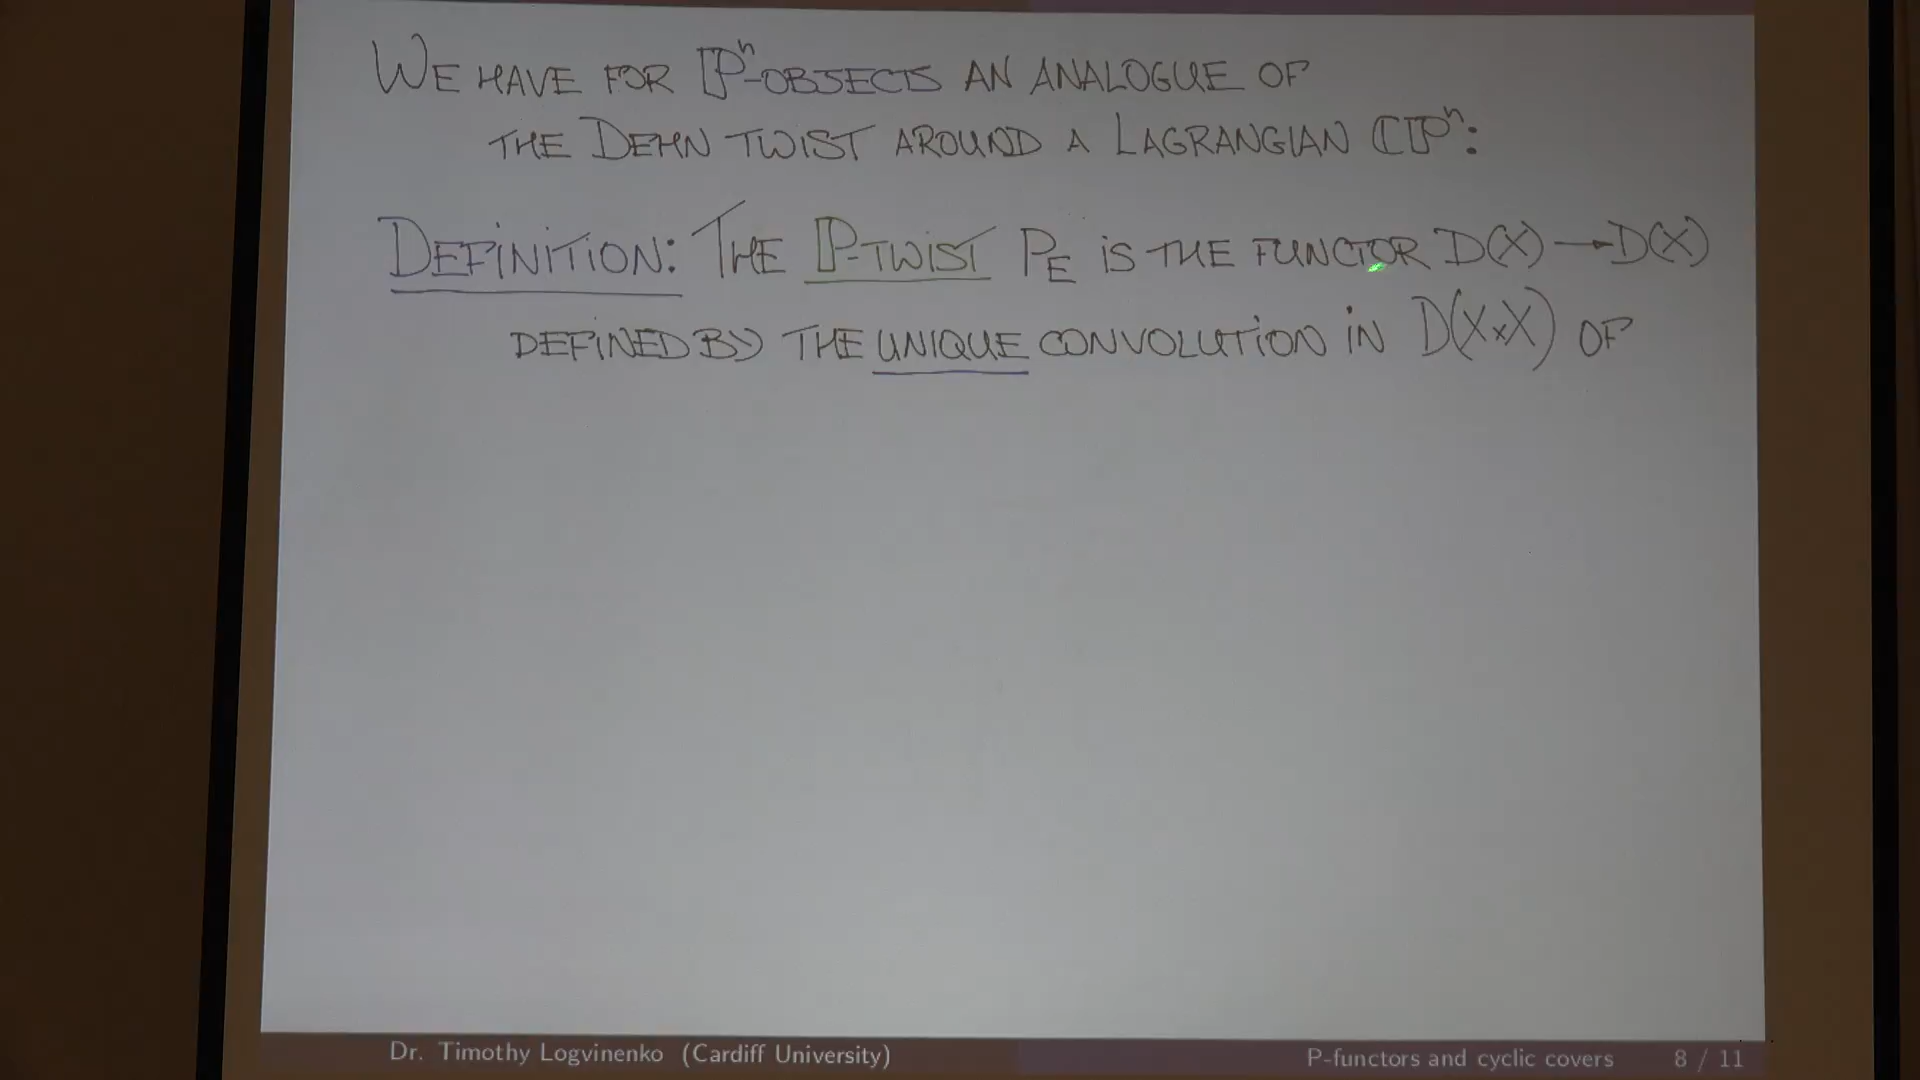 WE HAVE FOR ℙⁿ-OBJECTS AN ANALOGUE OF
THE DEHN TWIST AROUND A LAGRANGIAN ℂℙⁿ:
DEFINITION: THE ℙ-TWIST P_E IS THE FUNCTOR D(X) → D(X)
DEFINED BY THE UNIQUE CONVOLUTION IN D(X×X) OF
Dr. Timothy Logvinenko (Cardiff University)
P-functors and cyclic covers 8 / 11